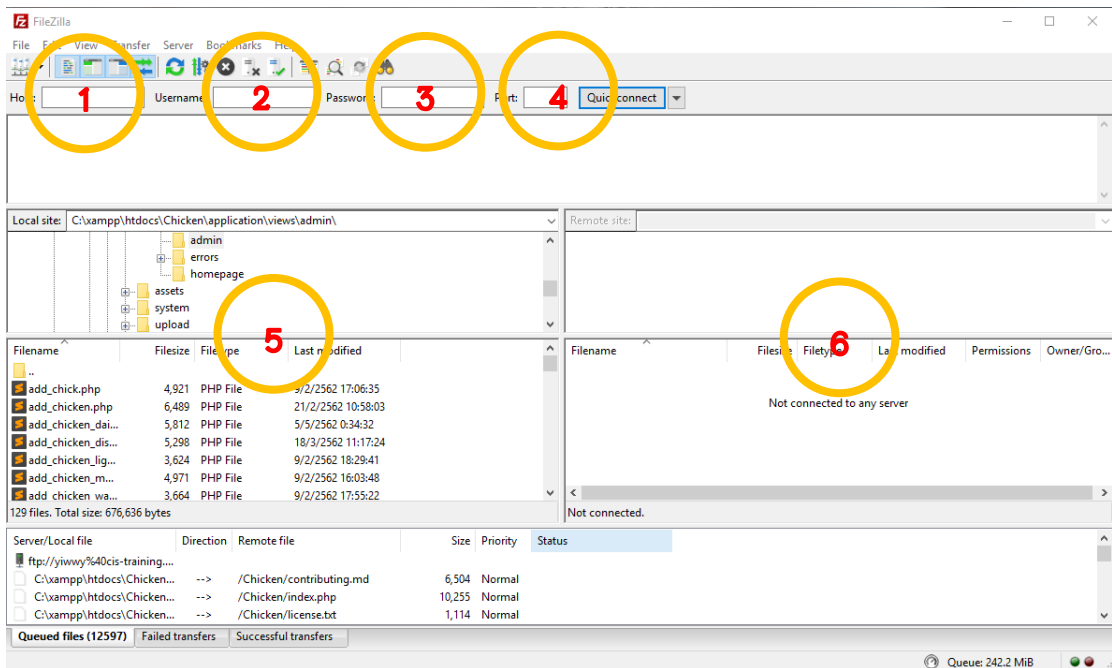 FileZilla
File Edit View Transfer Server Bookmarks Help
Host: 1 Username: 2 Password: 3 Port: 4 Quickconnect
Local site: C:\xampp\htdocs\Chicken\application\views\admin\
Remote site:
admin
errors
homepage
assets
system
upload
5
6
Filename Filesize Filetype Last modified
..
add_chick.php 4,921 PHP File 9/2/2562 17:06:35
add_chicken.php 6,489 PHP File 21/2/2562 10:58:03
add_chicken_dai... 5,812 PHP File 5/5/2562 0:34:32
add_chicken_dis... 5,298 PHP File 18/3/2562 11:17:24
add_chicken_lig... 3,624 PHP File 9/2/2562 18:29:41
add_chicken_m... 4,971 PHP File 9/2/2562 16:03:48
add_chicken_wa... 3,664 PHP File 9/2/2562 17:55:22
129 files. Total size: 676,636 bytes
Filename Filesize Filetype Last modified Permissions Owner/Gro...
Not connected to any server
Not connected.
Server/Local file Direction Remote file Size Priority Status
ftp://yiwwy%40cis-training....
C:\xampp\htdocs\Chicken... --> /Chicken/contributing.md 6,504 Normal
C:\xampp\htdocs\Chicken... --> /Chicken/index.php 10,255 Normal
C:\xampp\htdocs\Chicken... --> /Chicken/license.txt 1,114 Normal
Queued files (12597) Failed transfers Successful transfers
Queue: 242.2 MiB